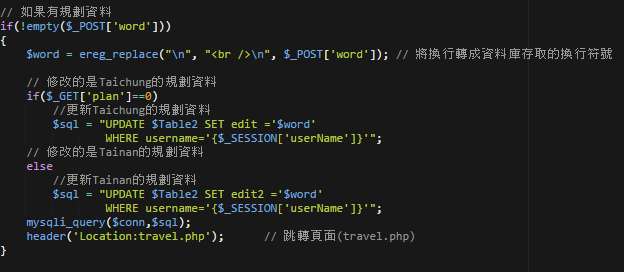 // 如果有規劃資料
if(!empty($_POST['word']))
{
$word = ereg_replace("\n", "<br />\n", $_POST['word']); // 將換行轉成資料庫存取的換行符號
// 修改的是Taichung的規劃資料
if($_GET['plan']==0)
//更新Taichung的規劃資料
$sql = "UPDATE $Table2 SET edit ='$word'
WHERE username='{$_SESSION['userName']}'";
// 修改的是Tainan的規劃資料
else
//更新Tainan的規劃資料
$sql = "UPDATE $Table2 SET edit2 ='$word'
WHERE username='{$_SESSION['userName']}'";
mysqli_query($conn,$sql);
header('Location:travel.php'); // 跳轉頁面(travel.php)
}